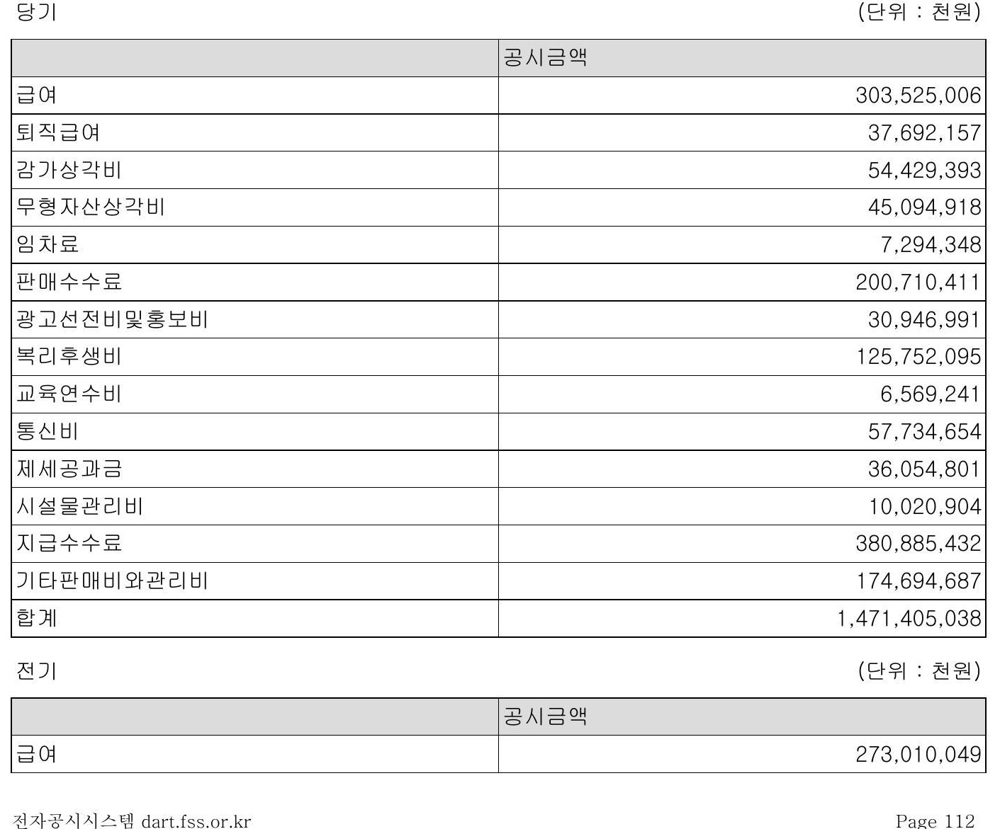 당기 (단위 : 천원)
공시금액
급여 303,525,006
퇴직급여 37,692,157
감가상각비 54,429,393
무형자산상각비 45,094,918
임차료 7,294,348
판매수수료 200,710,411
광고선전비및홍보비 30,946,991
복리후생비 125,752,095
교육연수비 6,569,241
통신비 57,734,654
제세공과금 36,054,801
시설물관리비 10,020,904
지급수수료 380,885,432
기타판매비와관리비 174,694,687
합계 1,471,405,038
전기 (단위 : 천원)
공시금액
급여 273,010,049
전자공시시스템 dart.fss.or.kr Page 112